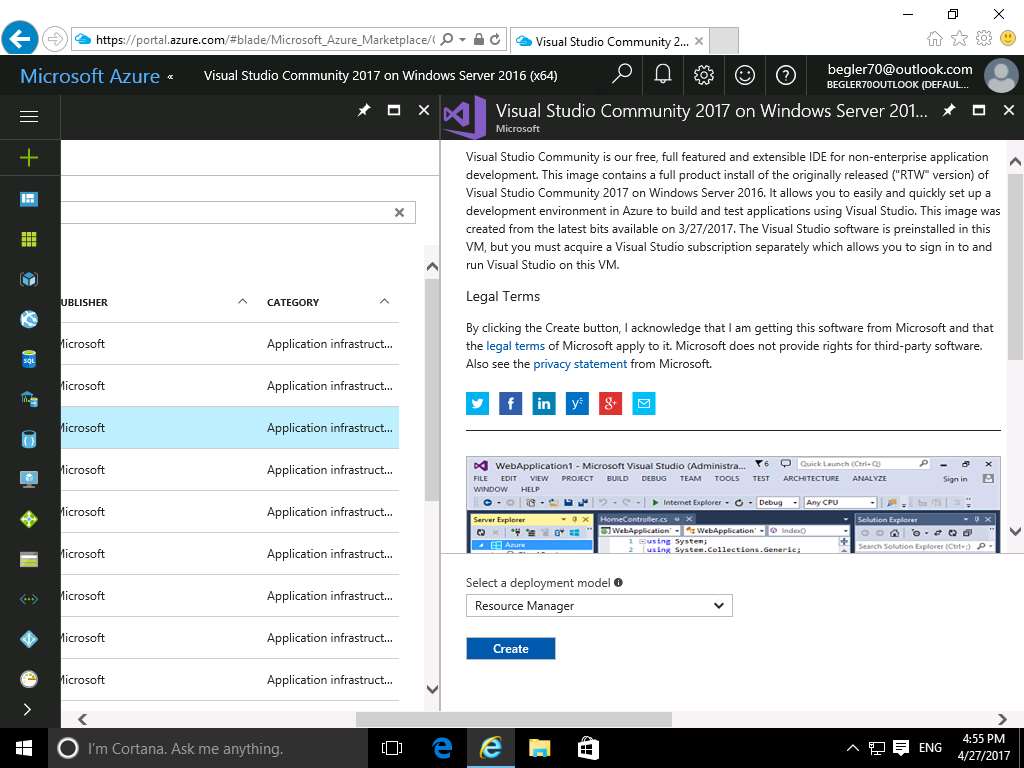 https://portal.azure.com/#blade/Microsoft_Azure_Marketplace/
Visual Studio Community 2...
Microsoft Azure «
Visual Studio Community 2017 on Windows Server 2016 (x64)
begler70@outlook.com
BEGLER70OUTLOOK (DEFAUL...
Visual Studio Community 2017 on Windows Server 201...
Microsoft
Visual Studio Community is our free, full featured and extensible IDE for non-enterprise application
development. This image contains a full product install of the originally released ("RTW" version) of
Visual Studio Community 2017 on Windows Server 2016. It allows you to easily and quickly set up a
development environment in Azure to build and test applications using Visual Studio. This image was
created from the latest bits available on 3/27/2017. The Visual Studio software is preinstalled in this
VM, but you must acquire a Visual Studio subscription separately which allows you to sign in to and
run Visual Studio on this VM.
Legal Terms
By clicking the Create button, I acknowledge that I am getting this software from Microsoft and that
the legal terms of Microsoft apply to it. Microsoft does not provide rights for third-party software.
Also see the privacy statement from Microsoft.
UBLISHER CATEGORY
Microsoft Application infrastruct...
Microsoft Application infrastruct...
Microsoft Application infrastruct...
Microsoft Application infrastruct...
Microsoft Application infrastruct...
Microsoft Application infrastruct...
Microsoft Application infrastruct...
Microsoft Application infrastruct...
Microsoft Application infrastruct...
SQL
WebApplication1 - Microsoft Visual Studio (Administra...
6
Quick Launch (Ctrl+Q)
FILE EDIT VIEW PROJECT BUILD DEBUG TEAM TOOLS TEST ARCHITECTURE ANALYZE
Sign in
WINDOW HELP
Internet Explorer Debug Any CPU
Server Explorer
HomeController.cs
Solution Explorer
WebApplication WebApplication Index()
Azure
1 using System;
2 using System.Collections.Generic;
Search Solution Explorer (Ctrl+;)
Select a deployment model
Resource Manager
Create
I'm Cortana. Ask me anything.
ENG
4:55 PM
4/27/2017